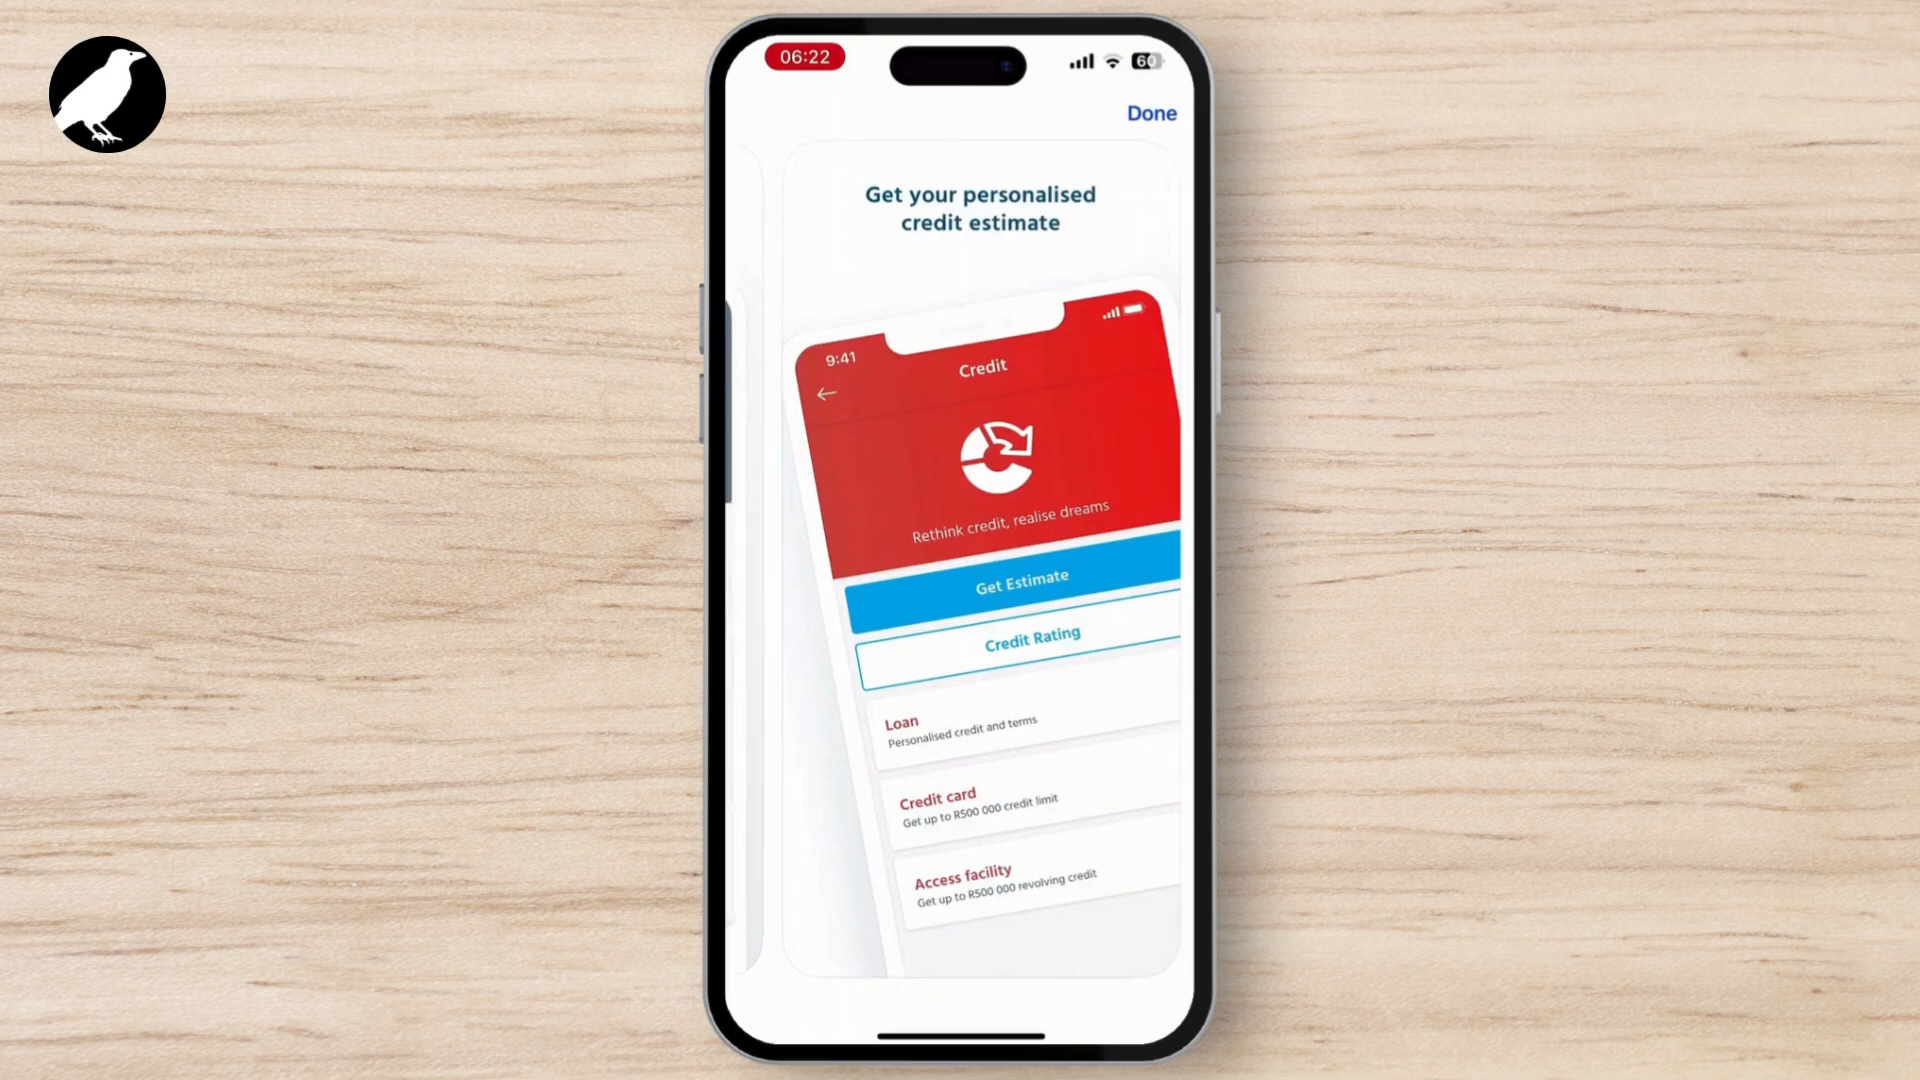 06:22
60
Done
Get your personalised
credit estimate
9:41
Credit
Rethink credit, realise dreams
Get Estimate
Credit Rating
Loan
Personalised credit and terms
Credit card
Get up to R500 000 credit limit
Access facility
Get up to R500 000 revolving credit